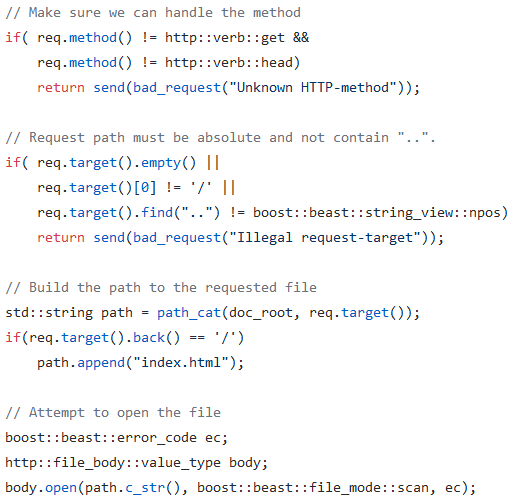 // Make sure we can handle the method
if( req.method() != http::verb::get &&
    req.method() != http::verb::head)
    return send(bad_request("Unknown HTTP-method"));

// Request path must be absolute and not contain "..".
if( req.target().empty() ||
    req.target()[0] != '/' ||
    req.target().find("..") != boost::beast::string_view::npos)
    return send(bad_request("Illegal request-target"));

// Build the path to the requested file
std::string path = path_cat(doc_root, req.target());
if(req.target().back() == '/')
    path.append("index.html");

// Attempt to open the file
boost::beast::error_code ec;
http::file_body::value_type body;
body.open(path.c_str(), boost::beast::file_mode::scan, ec);